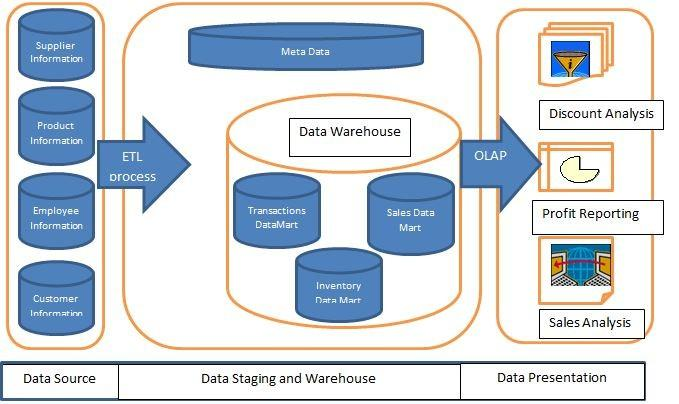 Supplier
Information
Product
Information
Employee
Information
Customer
Information
ETL
process
Meta Data
Data Warehouse
Transactions
DataMart
Sales Data
Mart
Inventory
Data Mart
OLAP
Discount Analysis
Profit Reporting
Sales Analysis
Data Source
Data Staging and Warehouse
Data Presentation